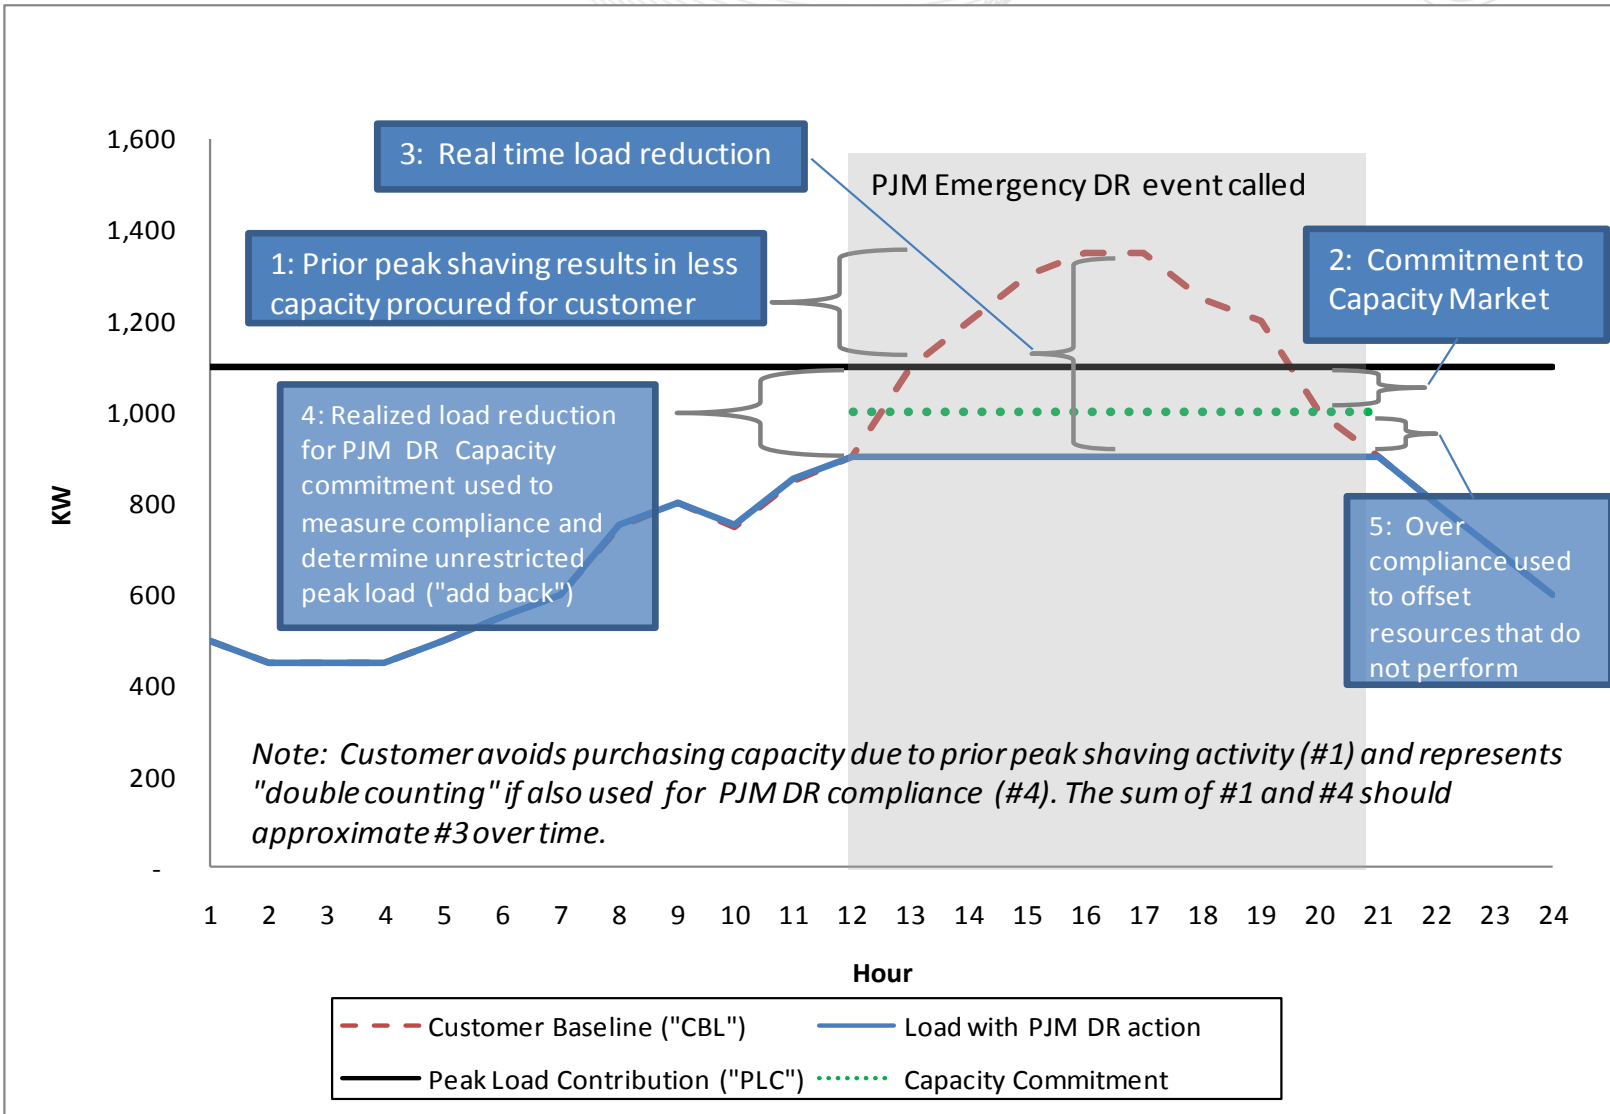 1,600
1,400
1,200
1,000
800
600
400
200
-
KW
3: Real time load reduction
PJM Emergency DR event called
1: Prior peak shaving results in less
capacity procured for customer
2: Commitment to
Capacity Market
4: Realized load reduction
for PJM DR Capacity
commitment used to
measure compliance and
determine unrestricted
peak load ("add back")
5: Over
compliance used
to offset
resources that do
not perform
Note: Customer avoids purchasing capacity due to prior peak shaving activity (#1) and represents
"double counting" if also used for PJM DR compliance (#4). The sum of #1 and #4 should
approximate #3 over time.
1 2 3 4 5 6 7 8 9 10 11 12 13 14 15 16 17 18 19 20 21 22 23 24
Hour
Customer Baseline ("CBL") Load with PJM DR action
Peak Load Contribution ("PLC") Capacity Commitment